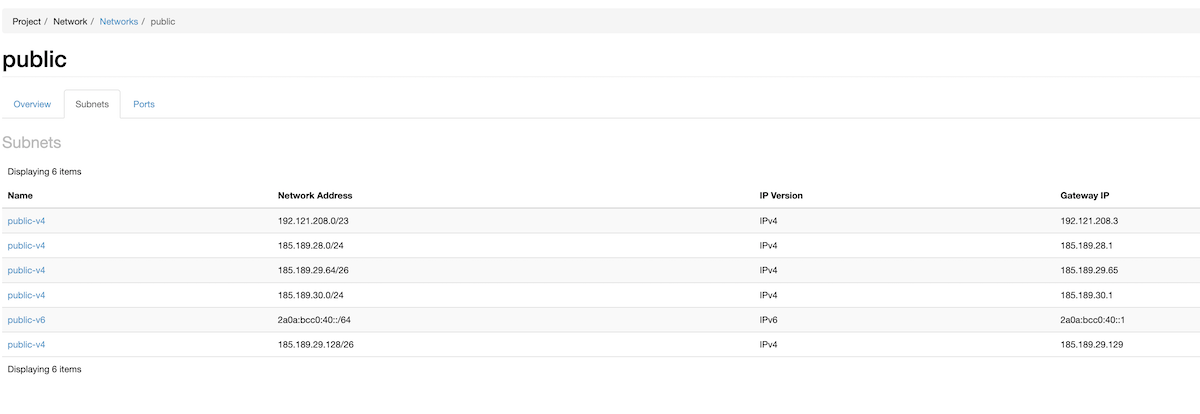 Project / Network / Networks / public
public
Overview Subnets Ports
Subnets
Displaying 6 items
Name Network Address IP Version Gateway IP
public-v4 192.121.208.0/23 IPv4 192.121.208.3
public-v4 185.189.28.0/24 IPv4 185.189.28.1
public-v4 185.189.29.64/26 IPv4 185.189.29.65
public-v4 185.189.30.0/24 IPv4 185.189.30.1
public-v6 2a0a:bcc0:40::/64 IPv6 2a0a:bcc0:40::1
public-v4 185.189.29.128/26 IPv4 185.189.29.129
Displaying 6 items